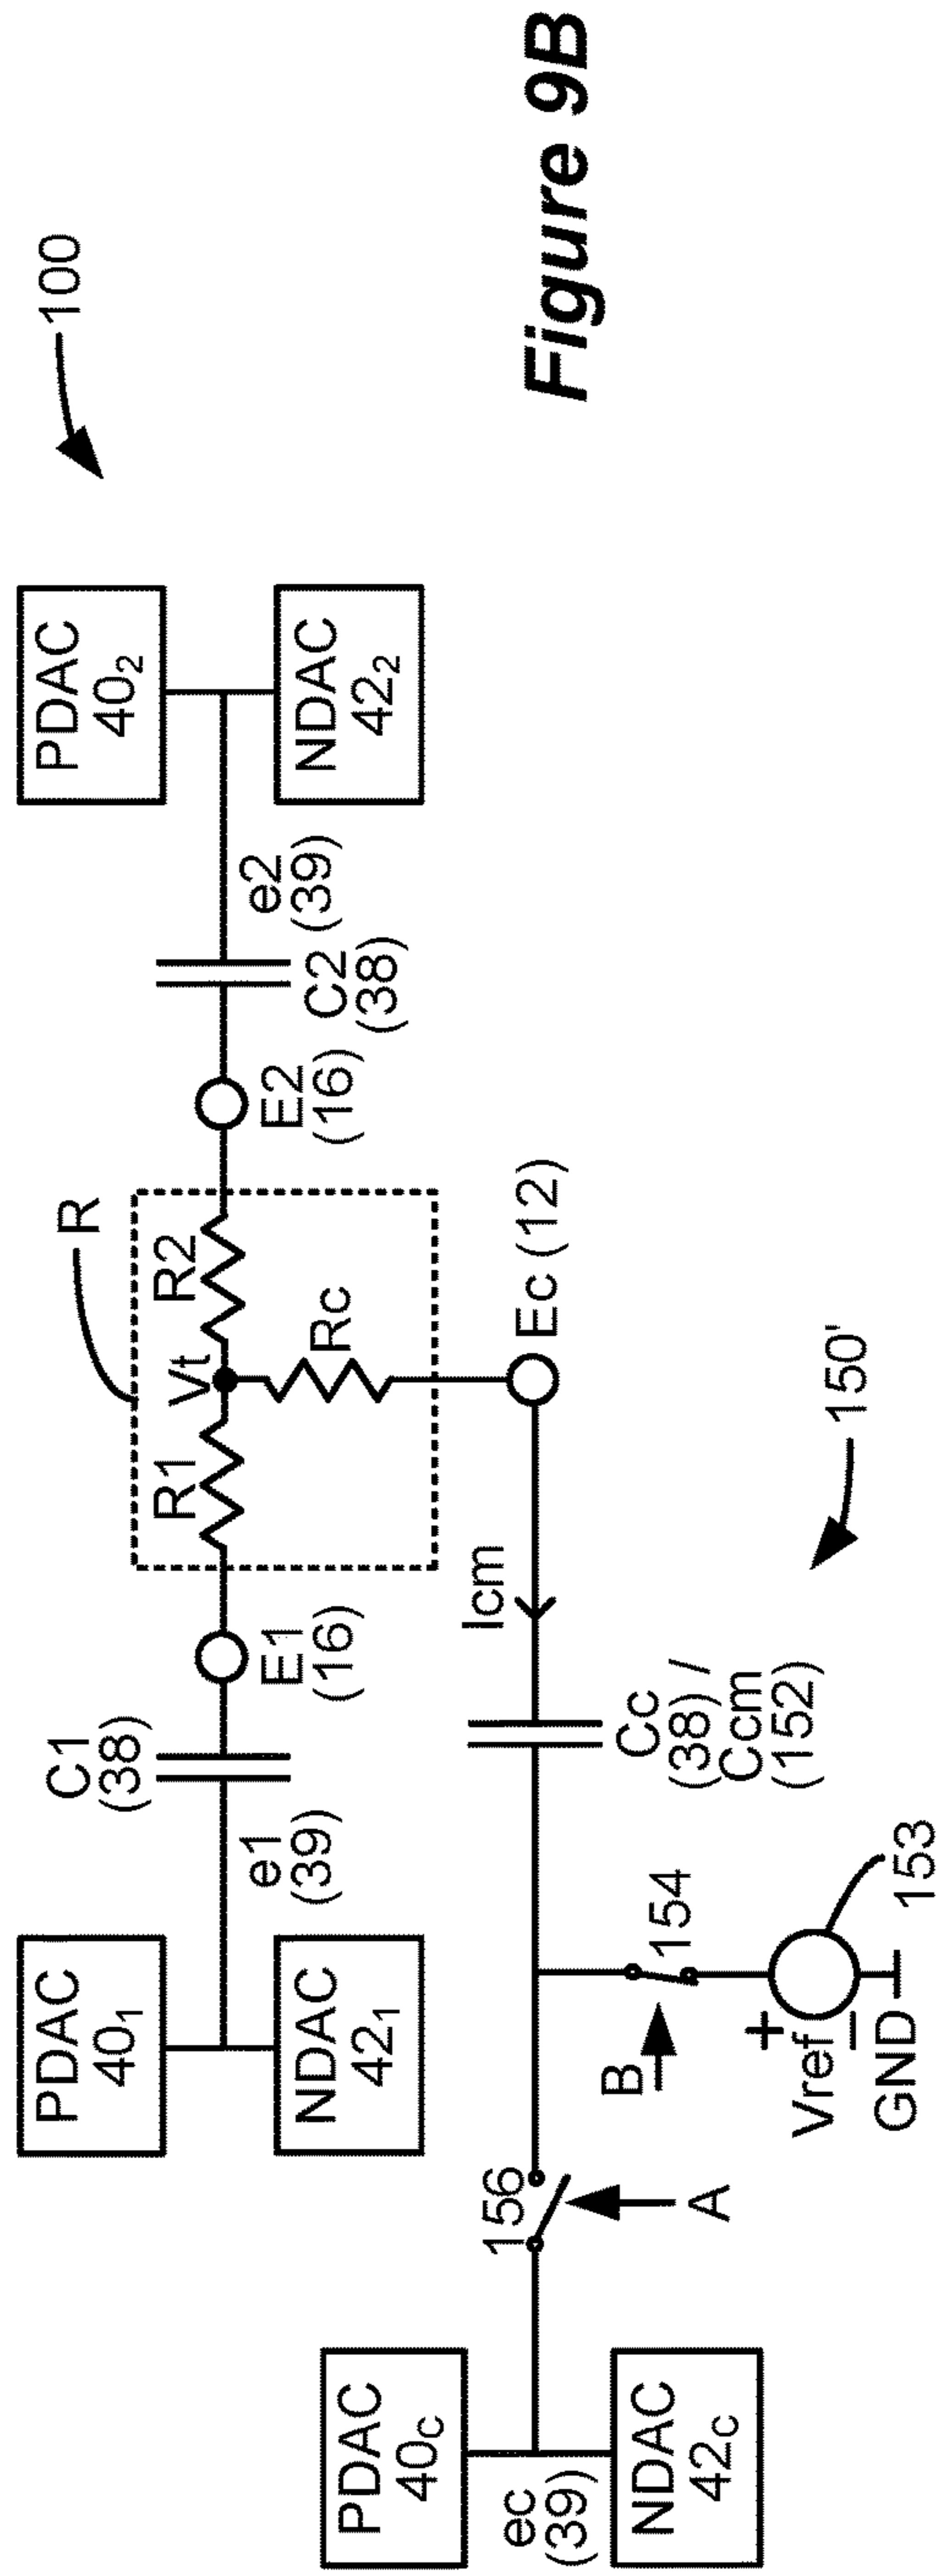 100
PDAC
40₁
NDAC
42₁
e1
(39)
C1
(38)
E1
(16)
R
R1
Vt
R2
Rc
E2
(16)
C2
(38)
e2
(39)
PDAC
40₂
NDAC
42₂
PDAC
40c
ec
(39)
NDAC
42c
156
A
B
154
+
Vref
−
GND
153
Cc
(38) /
Ccm
(152)
Icm
Ec (12)
150'
Figure 9B